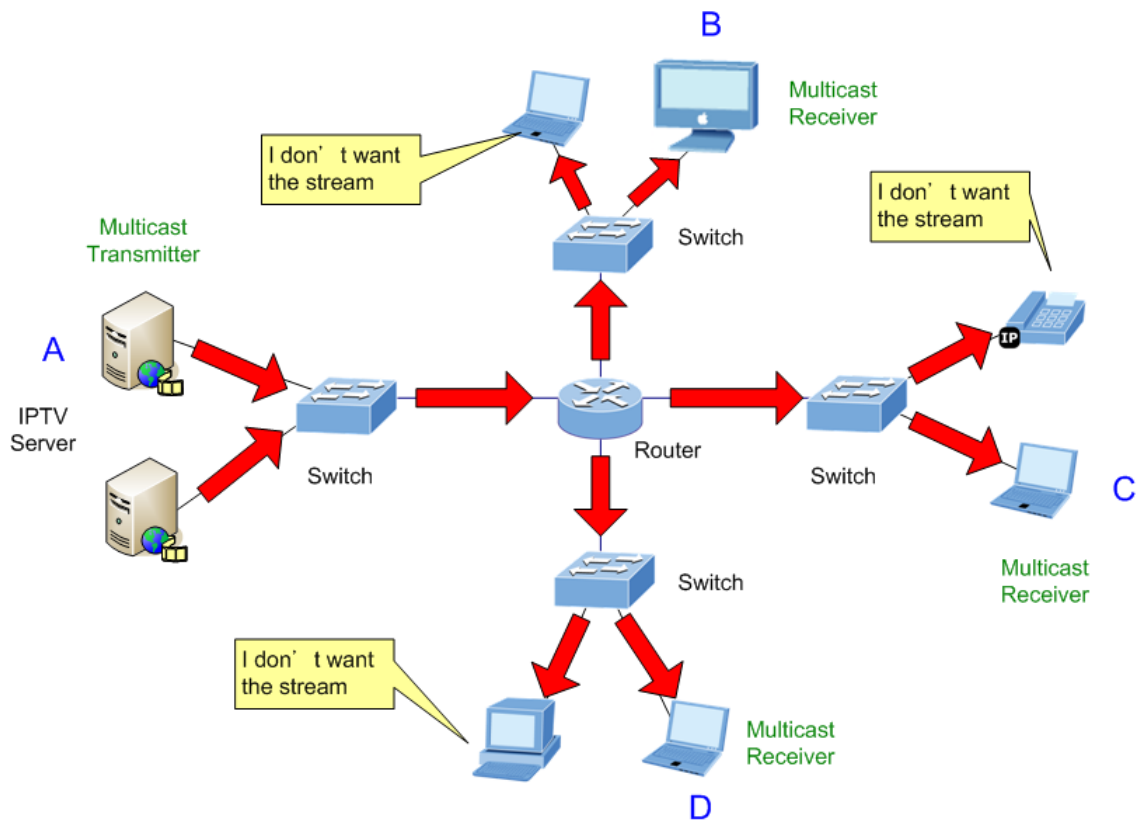 B
Multicast
Receiver
I don’ t want
the stream
I don’ t want
the stream
Switch
Multicast
Transmitter
A
IP
IPTV
Server
Router
Switch
Switch
C
Switch
Multicast
Receiver
I don’ t want
the stream
Multicast
Receiver
D